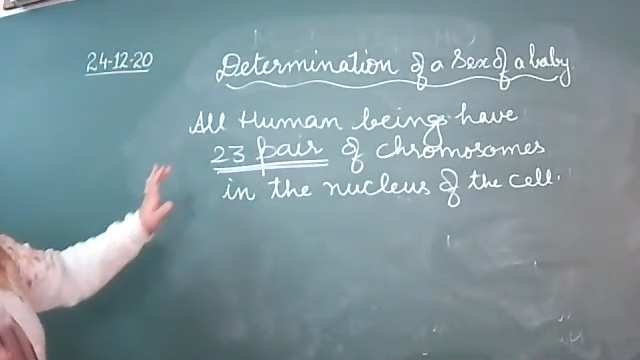 24-12-20
Determination of a Sex of a baby
All Human beings have
23 pair of chromosomes
in the nucleus of the cell.